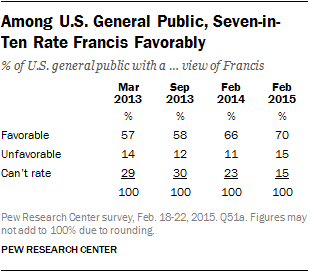 Among U.S. General Public, Seven-in-
Ten Rate Francis Favorably
% of U.S. general public with a ... view of Francis
Mar Sep Feb Feb
2013 2013 2014 2015
% % % %
Favorable 57 58 66 70
Unfavorable 14 12 11 15
Can't rate 29 30 23 15
100 100 100 100
Pew Research Center survey, Feb. 18-22, 2015. Q51a. Figures may
not add to 100% due to rounding.
PEW RESEARCH CENTER